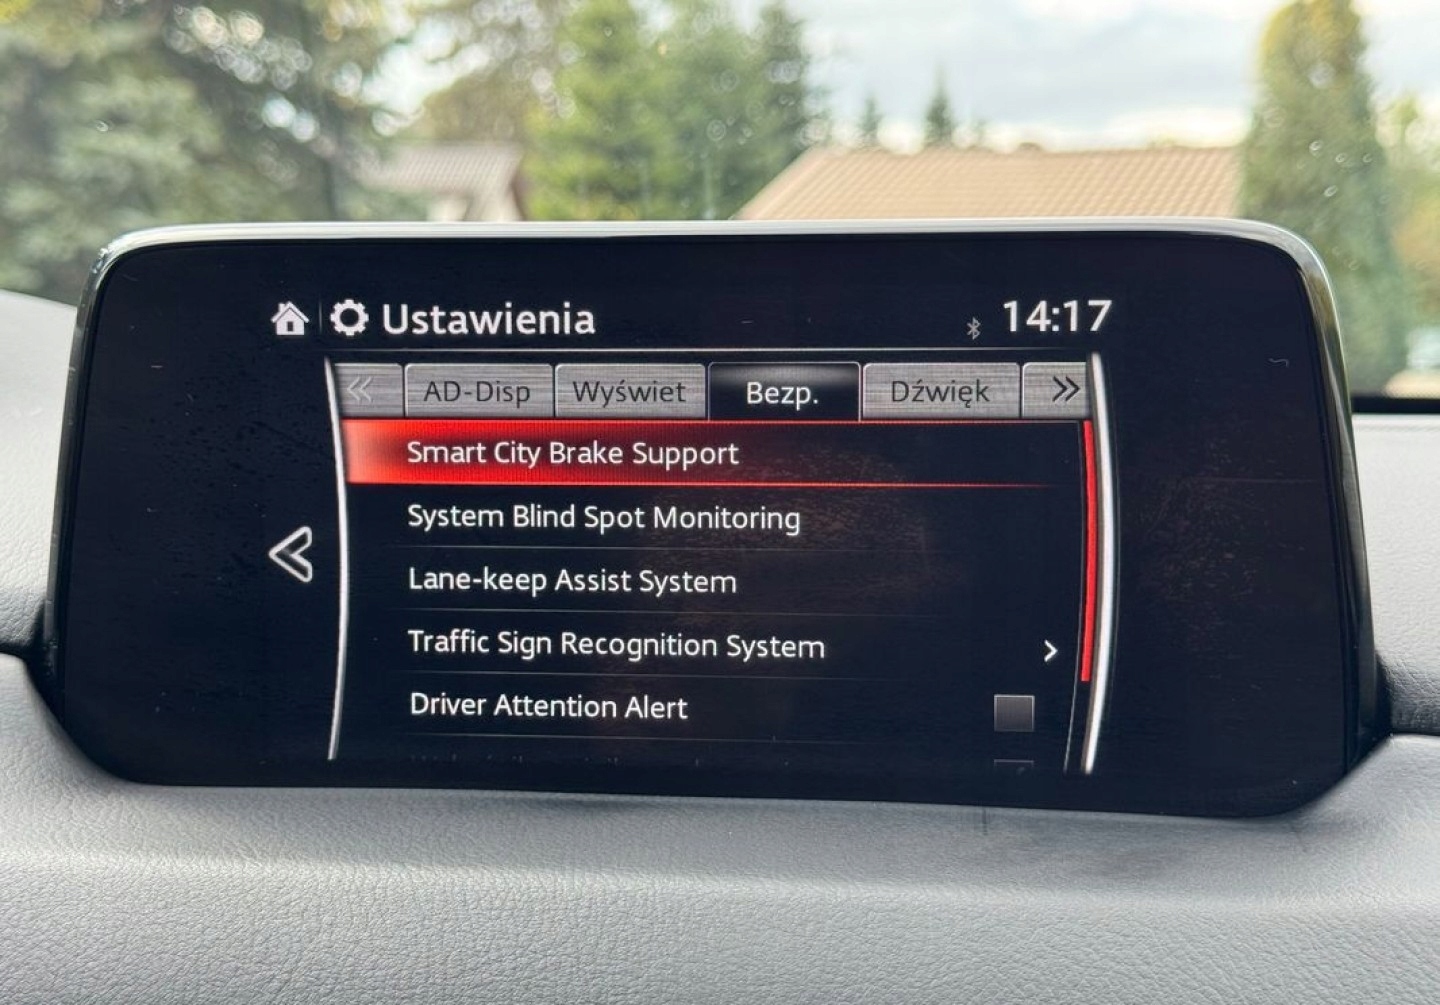 Ustawienia 14:17
AD-Disp Wyświet Bezp. Dźwięk
Smart City Brake Support
System Blind Spot Monitoring
Lane-keep Assist System
Traffic Sign Recognition System
Driver Attention Alert